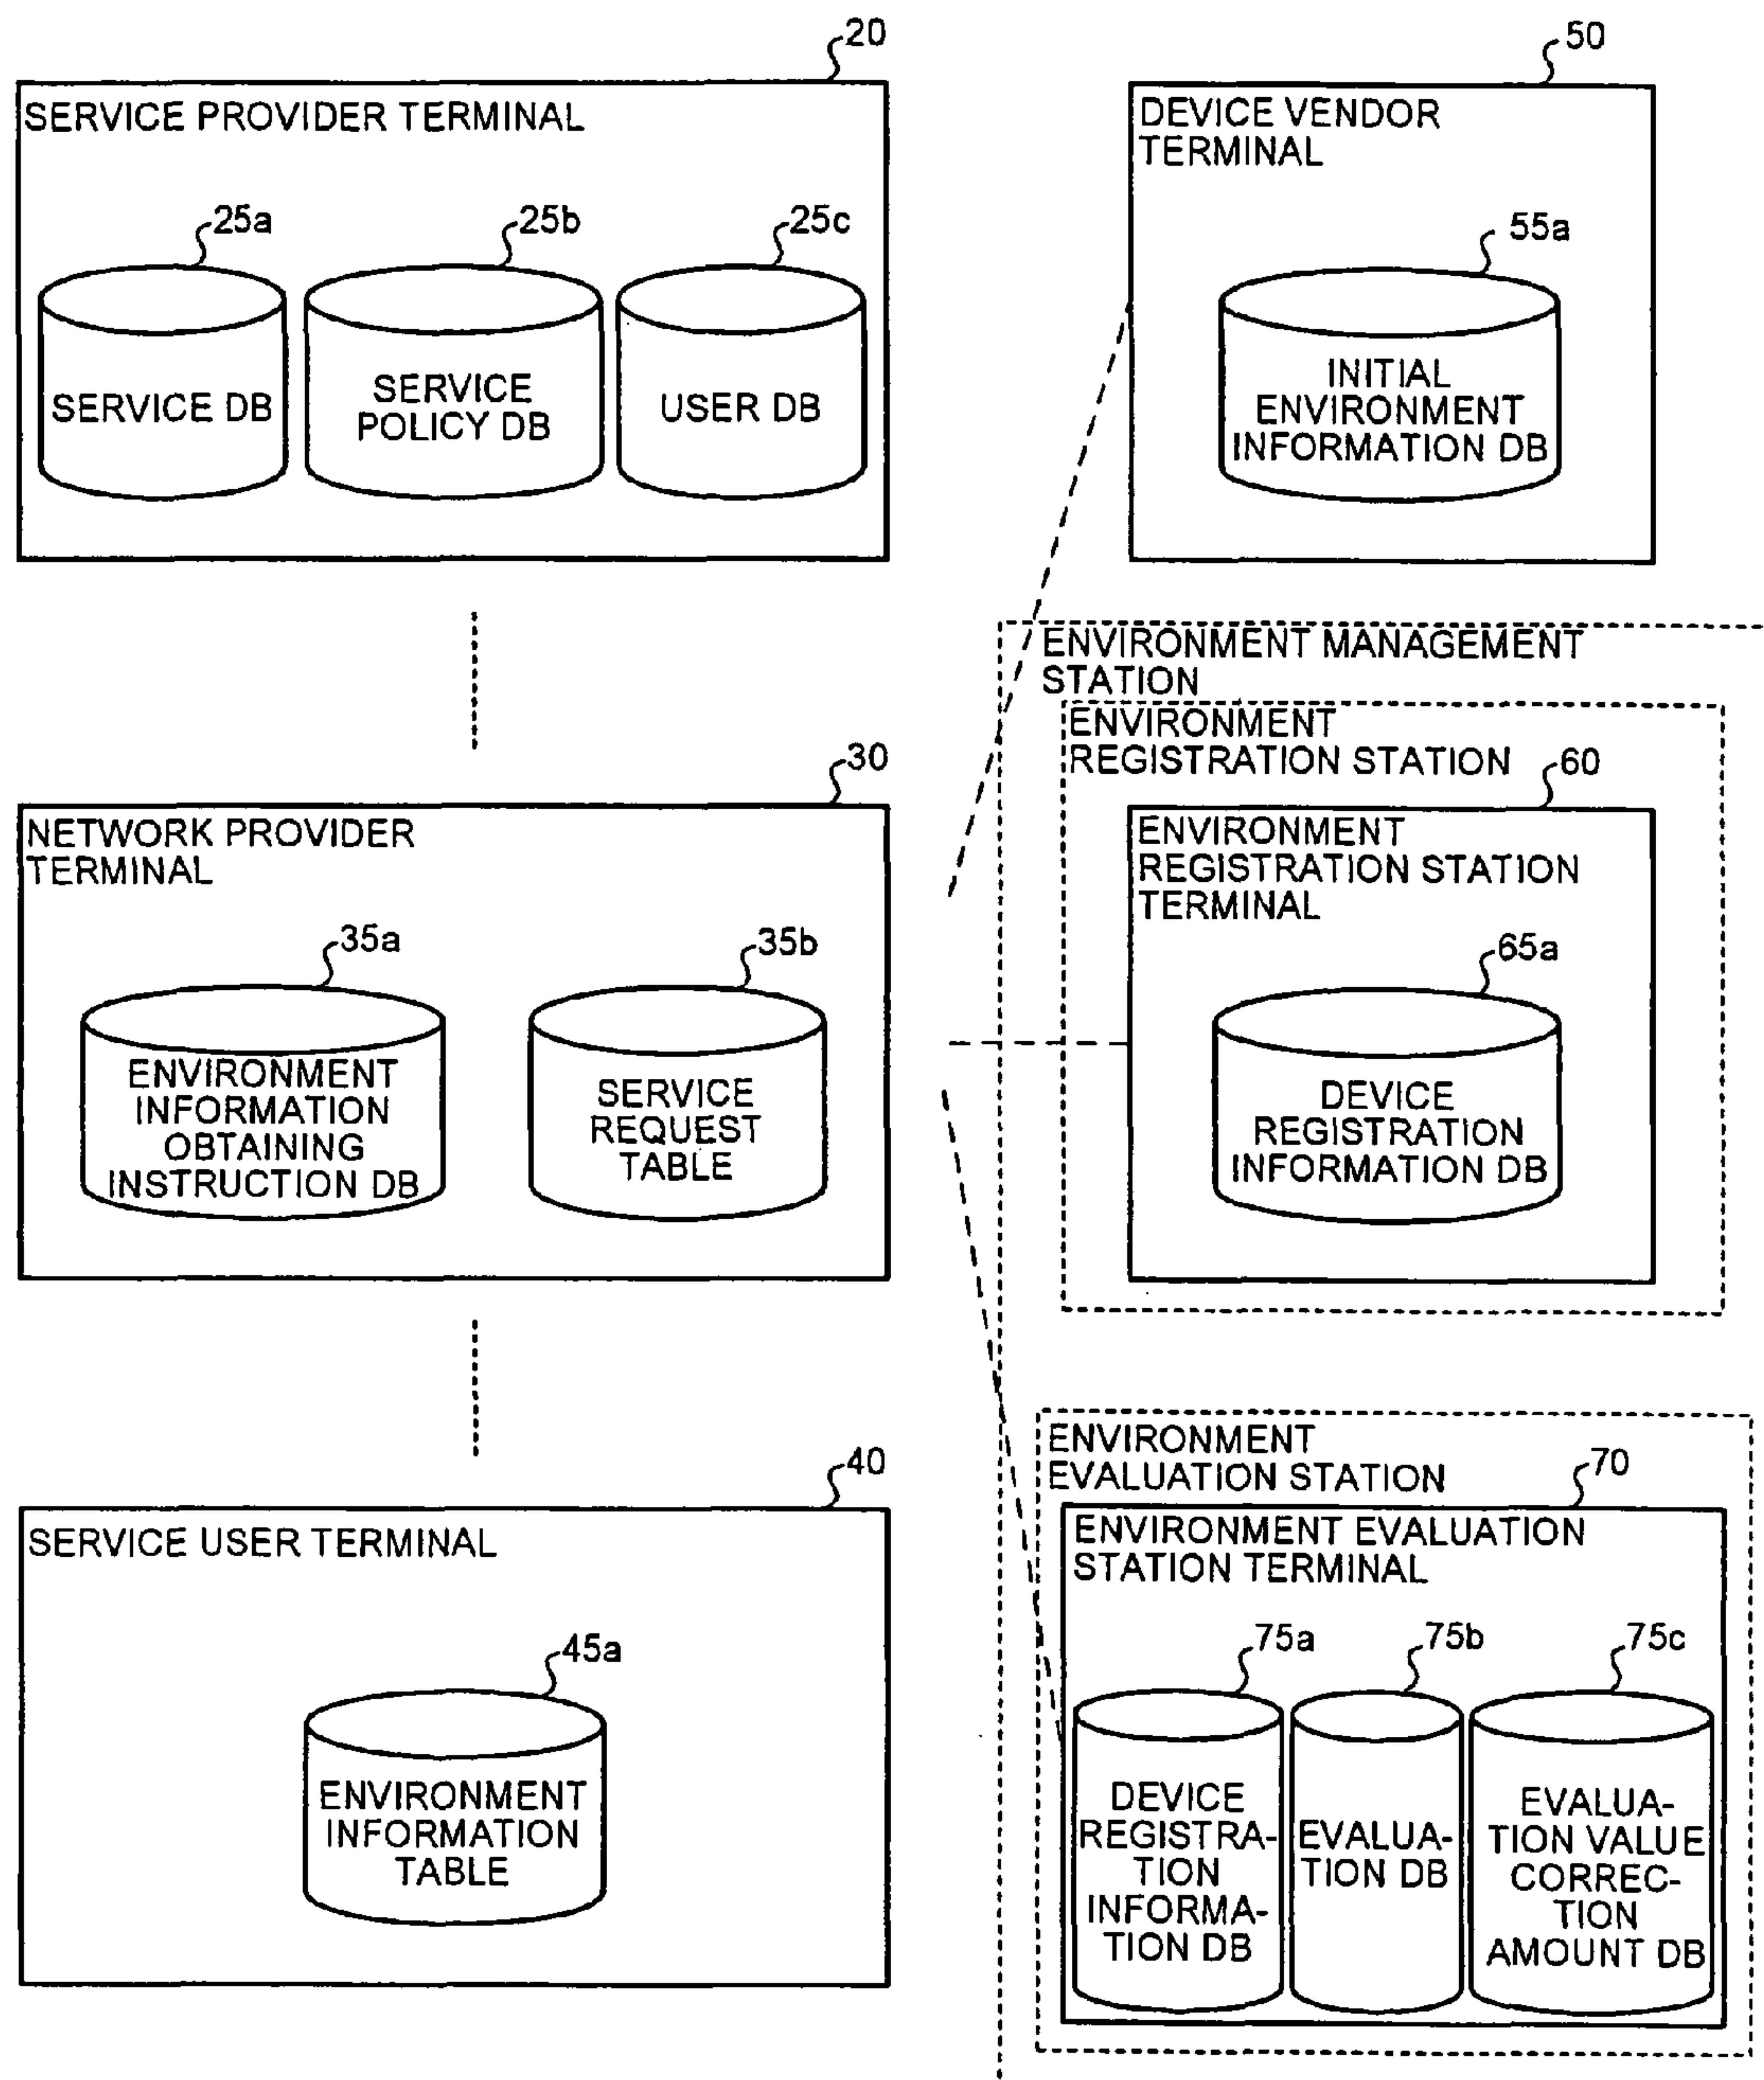 20
SERVICE PROVIDER TERMINAL
25a
25b
25c
SERVICE DB
SERVICE
POLICY DB
USER DB
50
DEVICE VENDOR
TERMINAL
55a
INITIAL
ENVIRONMENT
INFORMATION DB
30
NETWORK PROVIDER
TERMINAL
35a
35b
ENVIRONMENT
INFORMATION
OBTAINING
INSTRUCTION DB
SERVICE
REQUEST
TABLE
ENVIRONMENT MANAGEMENT
STATION
ENVIRONMENT
REGISTRATION STATION
60
ENVIRONMENT
REGISTRATION STATION
TERMINAL
65a
DEVICE
REGISTRATION
INFORMATION DB
40
SERVICE USER TERMINAL
45a
ENVIRONMENT
INFORMATION
TABLE
ENVIRONMENT
EVALUATION STATION
70
ENVIRONMENT EVALUATION
STATION TERMINAL
75a
75b
75c
DEVICE
REGISTRA-
TION
INFORMA-
TION DB
EVALUA-
TION DB
EVALUA-
TION VALUE
CORREC-
TION
AMOUNT DB